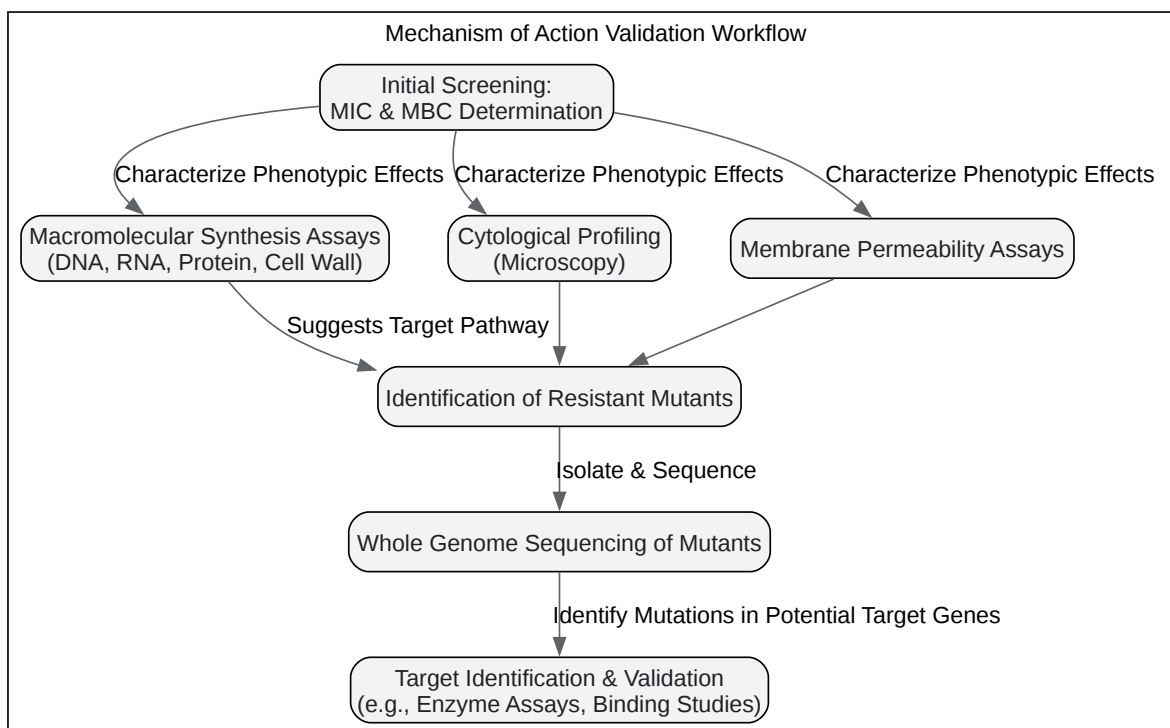 Mechanism of Action Validation Workflow
Initial Screening:
MIC & MBC Determination
Characterize Phenotypic Effects
Characterize Phenotypic Effects
Characterize Phenotypic Effects
Macromolecular Synthesis Assays
(DNA, RNA, Protein, Cell Wall)
Cytological Profiling
(Microscopy)
Membrane Permeability Assays
Suggests Target Pathway
Identification of Resistant Mutants
Isolate & Sequence
Whole Genome Sequencing of Mutants
Identify Mutations in Potential Target Genes
Target Identification & Validation
(e.g., Enzyme Assays, Binding Studies)